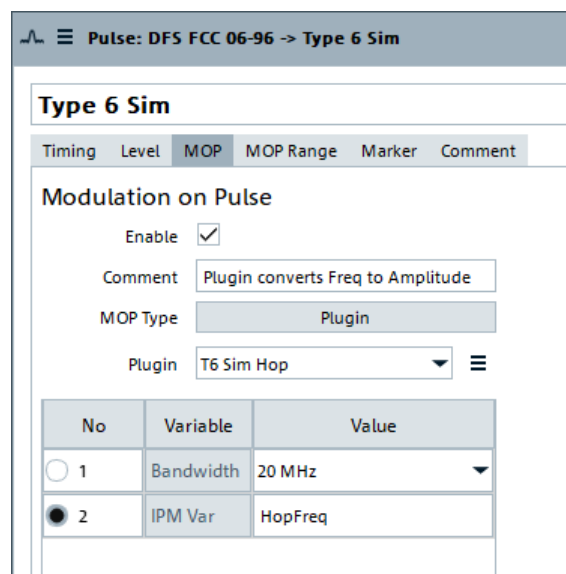 Pulse: DFS FCC 06-96 -> Type 6 Sim
Type 6 Sim
Timing Level MOP MOP Range Marker Comment
Modulation on Pulse
Enable
Comment Plugin converts Freq to Amplitude
MOP Type Plugin
Plugin T6 Sim Hop
No Variable Value
1 Bandwidth 20 MHz
2 IPM Var HopFreq